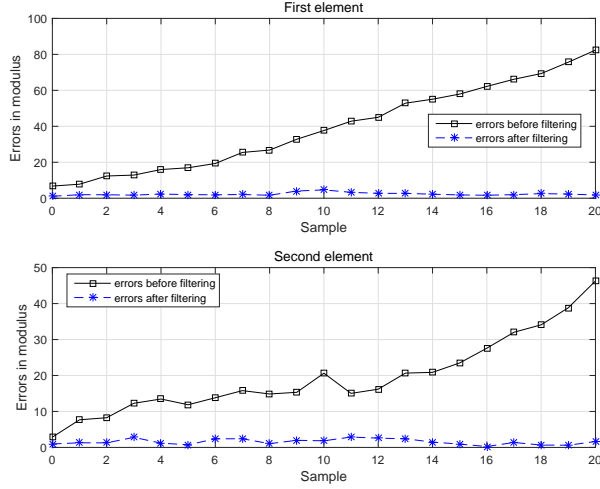 First element
Errors in modulus
100
80
60
40
20
0
errors before filtering
errors after filtering
0 2 4 6 8 10 12 14 16 18 20
Sample
Second element
Errors in modulus
50
40
30
20
10
0
errors before filtering
errors after filtering
0 2 4 6 8 10 12 14 16 18 20
Sample